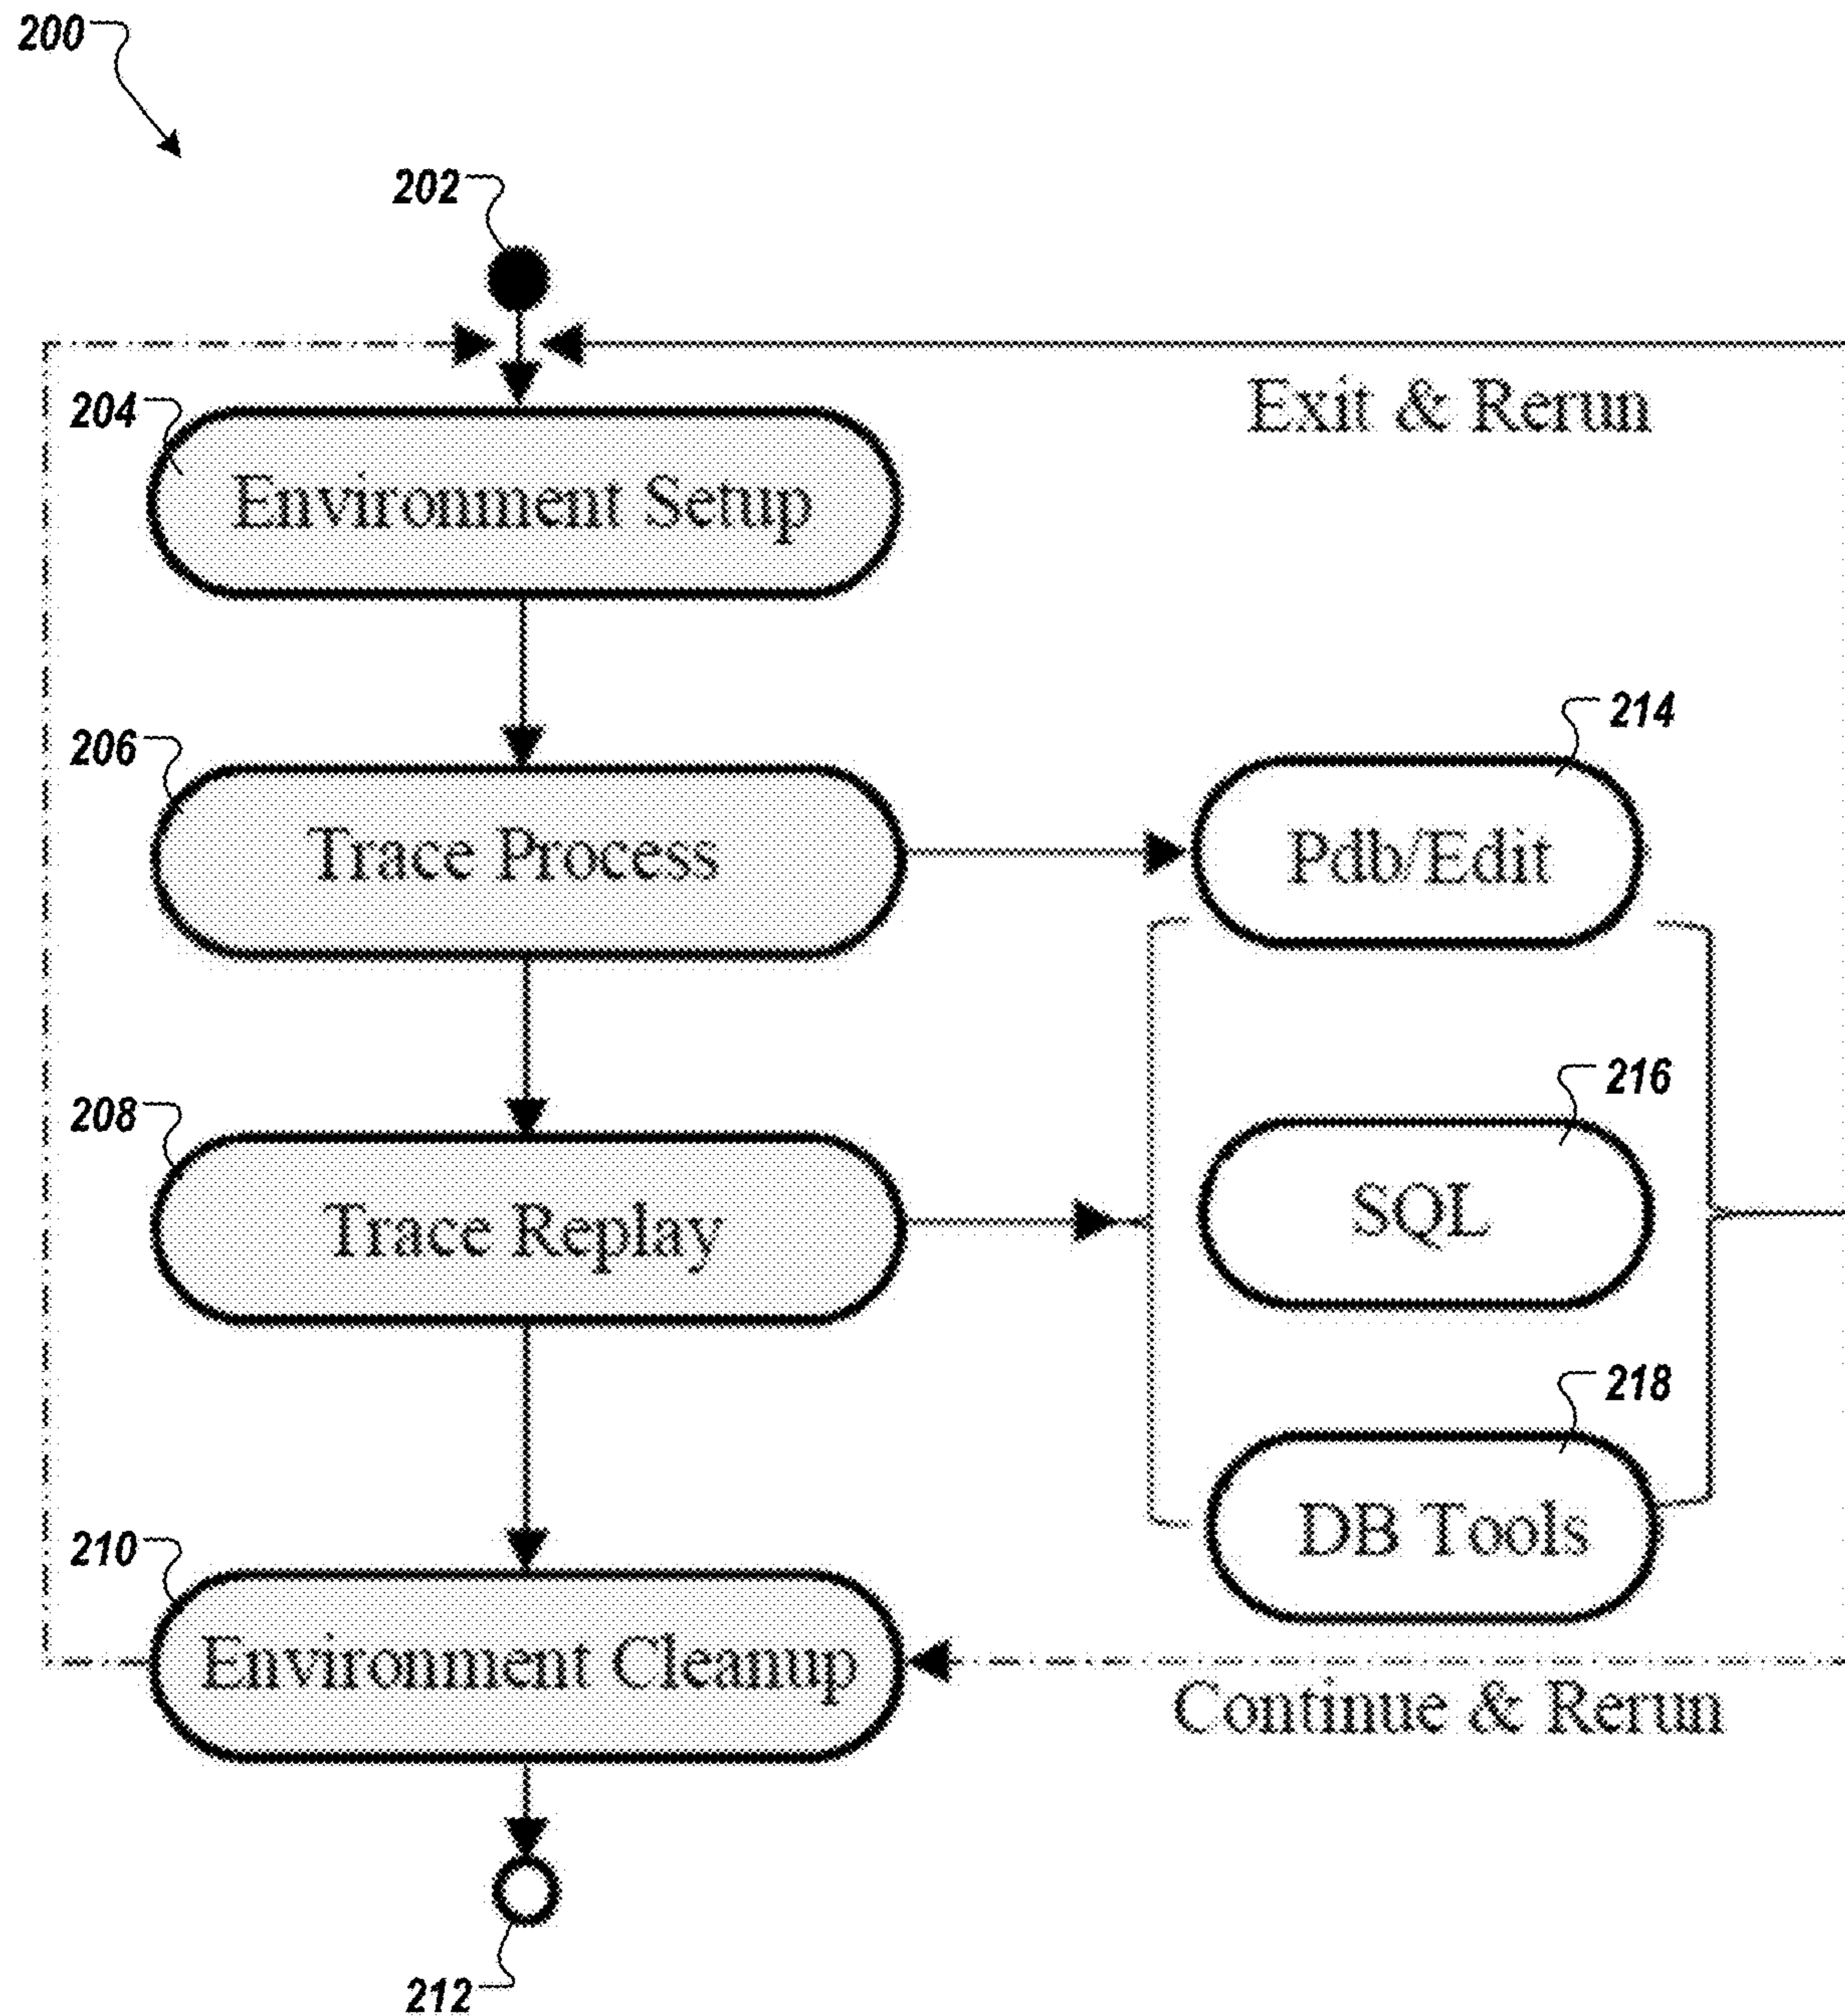 200
202
Exit & Rerun
204
Environment Setup
206
Trace Process
214
Pdb/Edit
208
Trace Replay
216
SQL
218
DB Tools
210
Environment Cleanup
Continue & Rerun
212